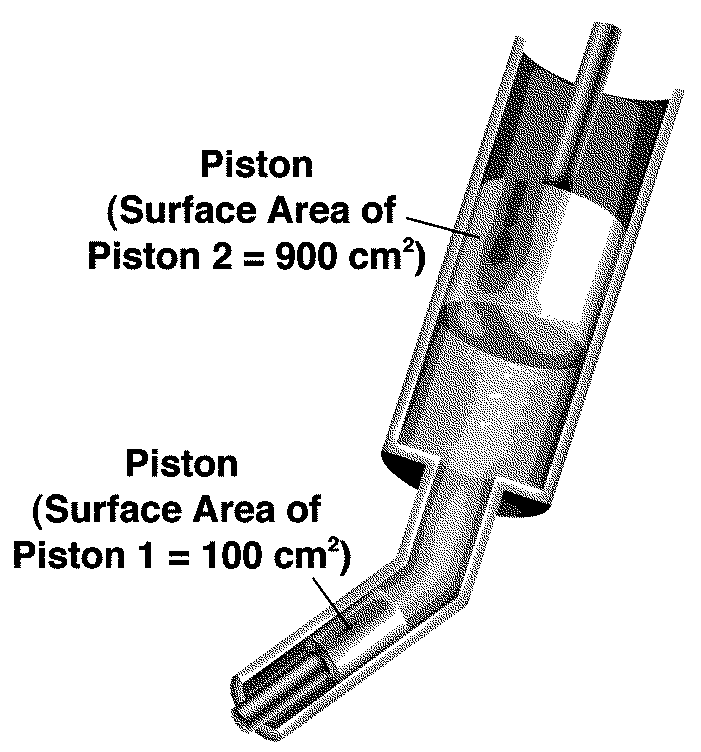 Piston
(Surface Area of
Piston 2 = 900 cm²)
Piston
(Surface Area of
Piston 1 = 100 cm²)